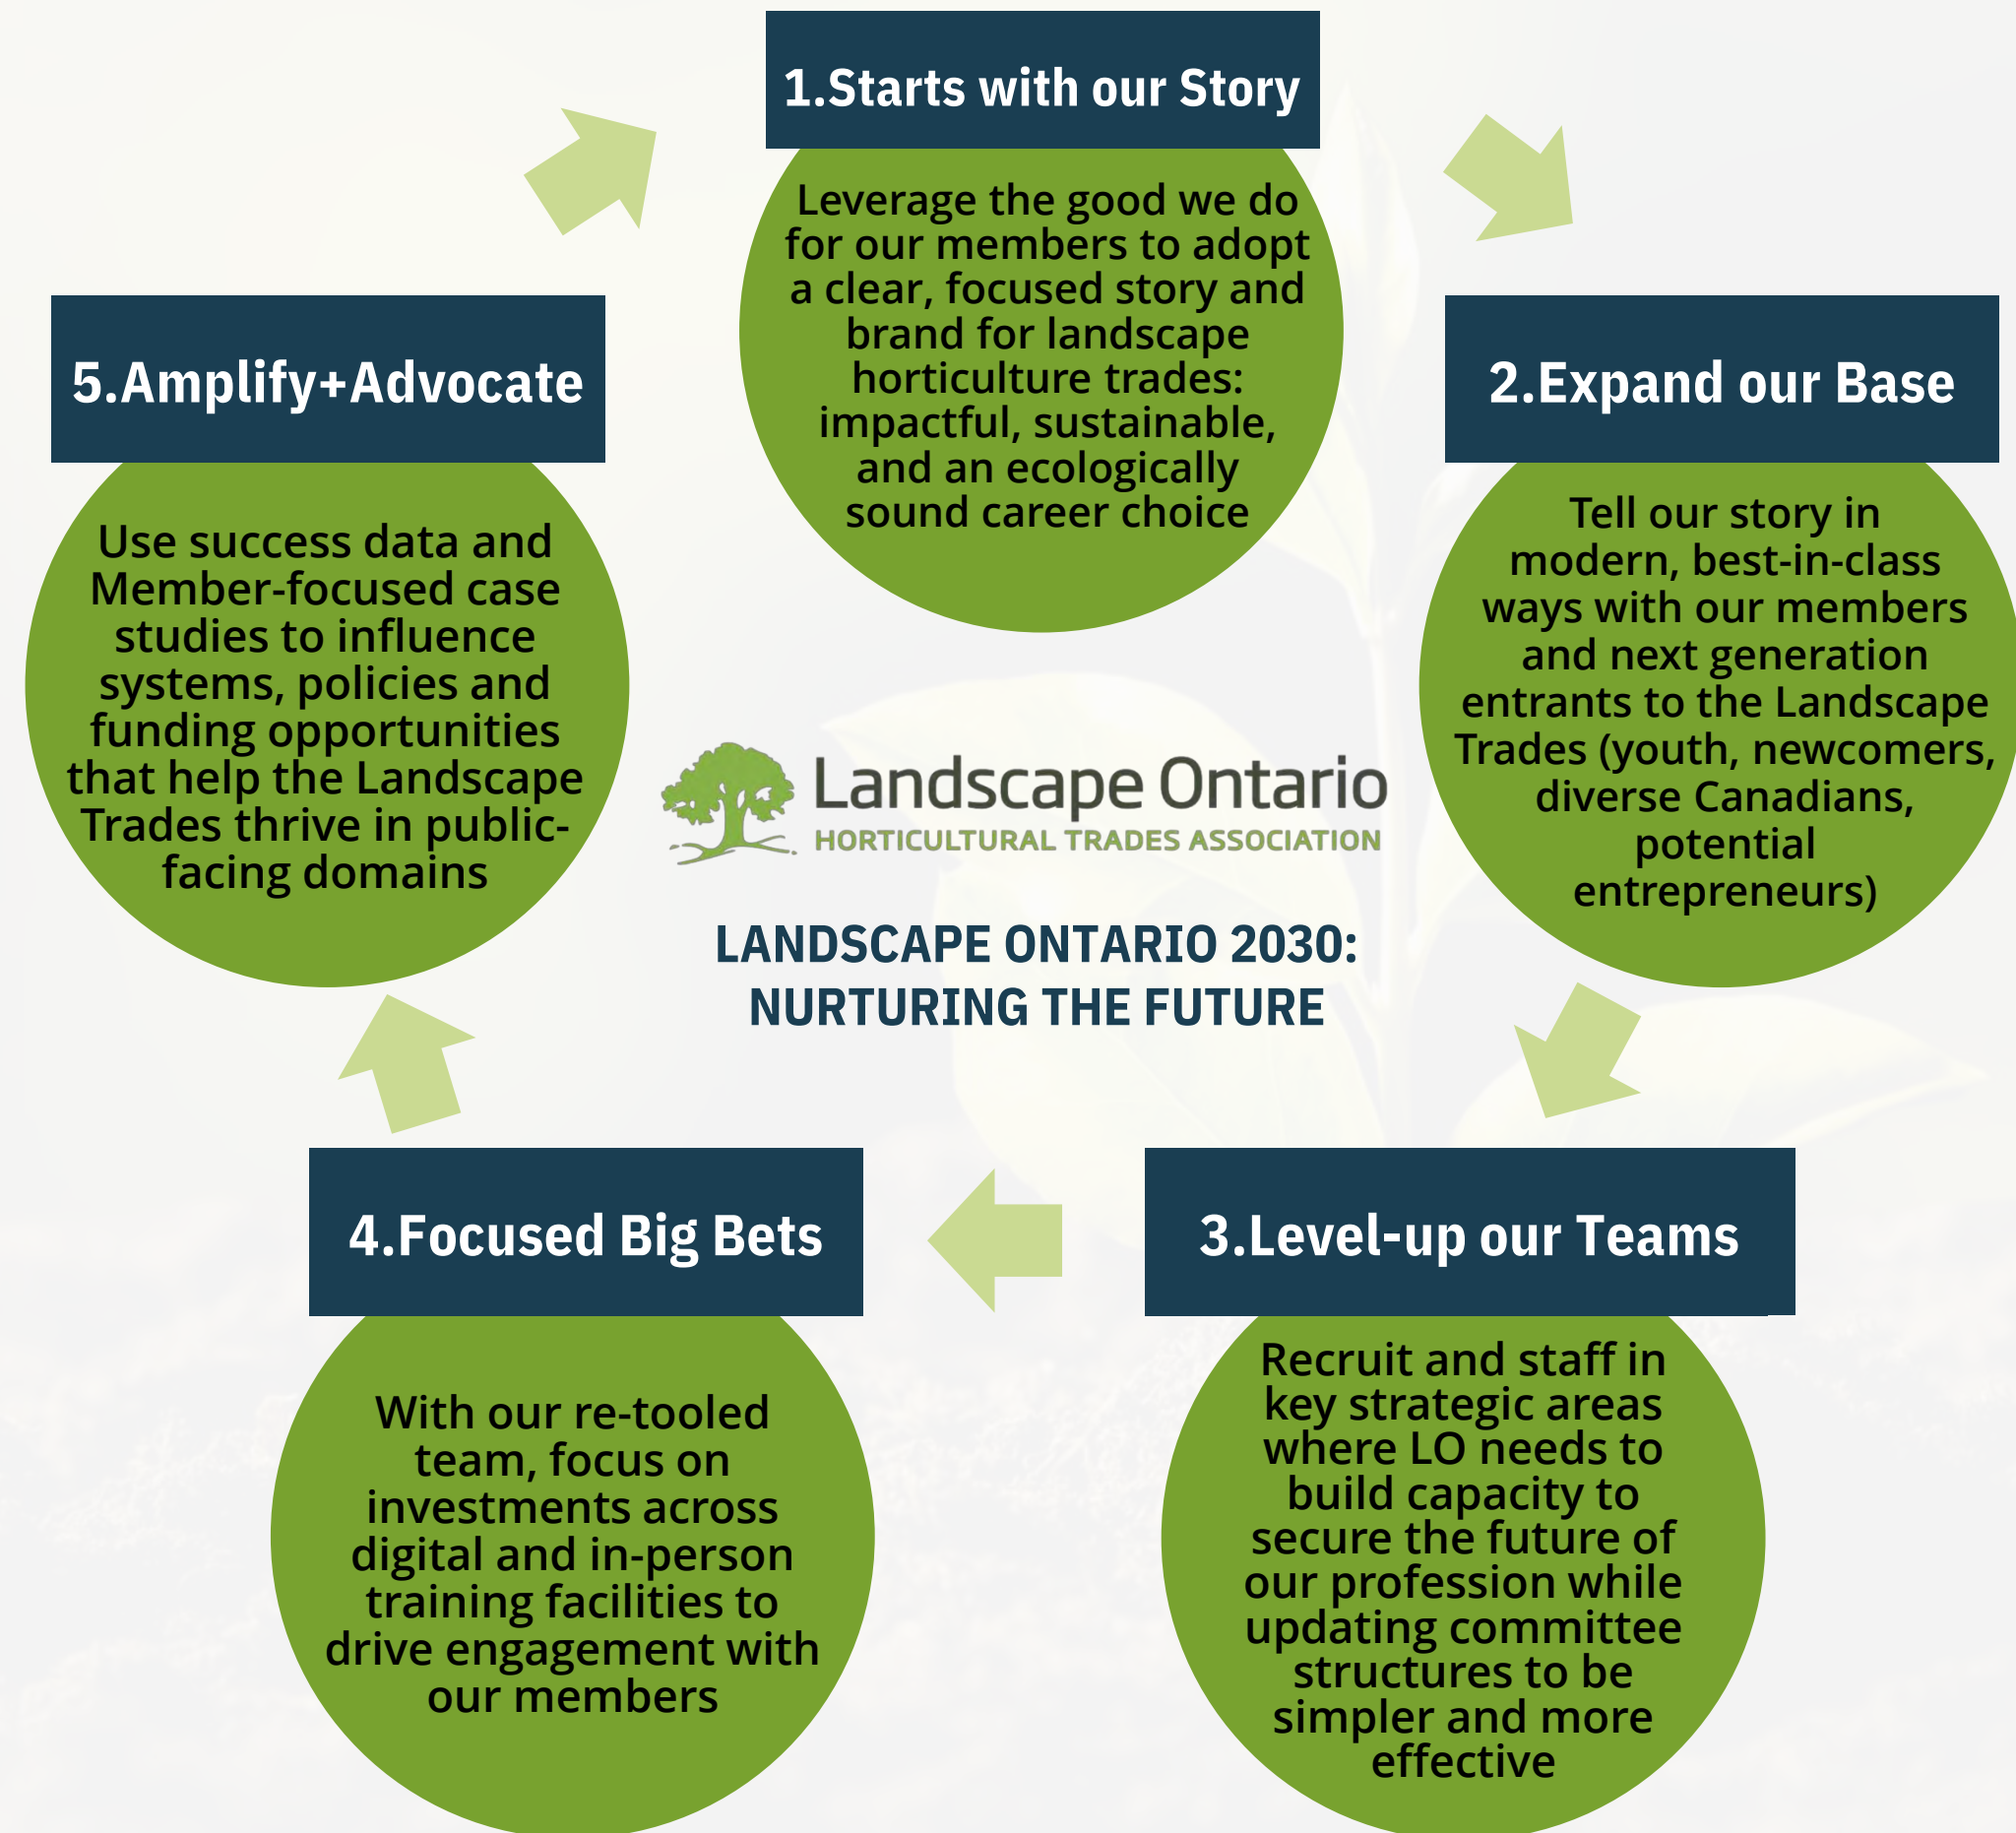 1.Starts with our Story
Leverage the good we do
for our members to adopt
a clear, focused story and
brand for landscape
horticulture trades:
impactful, sustainable,
and an ecologically
sound career choice
2.Expand our Base
Tell our story in
modern, best-in-class
ways with our members
and next generation
entrants to the Landscape
Trades (youth, newcomers,
diverse Canadians,
potential
entrepreneurs)
3.Level-up our Teams
Recruit and staff in
key strategic areas
where LO needs to
build capacity to
secure the future of
our profession while
updating committee
structures to be
simpler and more
effective
4.Focused Big Bets
With our re-tooled
team, focus on
investments across
digital and in-person
training facilities to
drive engagement with
our members
5.Amplify+Advocate
Use success data and
Member-focused case
studies to influence
systems, policies and
funding opportunities
that help the Landscape
Trades thrive in public-
facing domains
Landscape Ontario
HORTICULTURAL TRADES ASSOCIATION
LANDSCAPE ONTARIO 2030:
NURTURING THE FUTURE